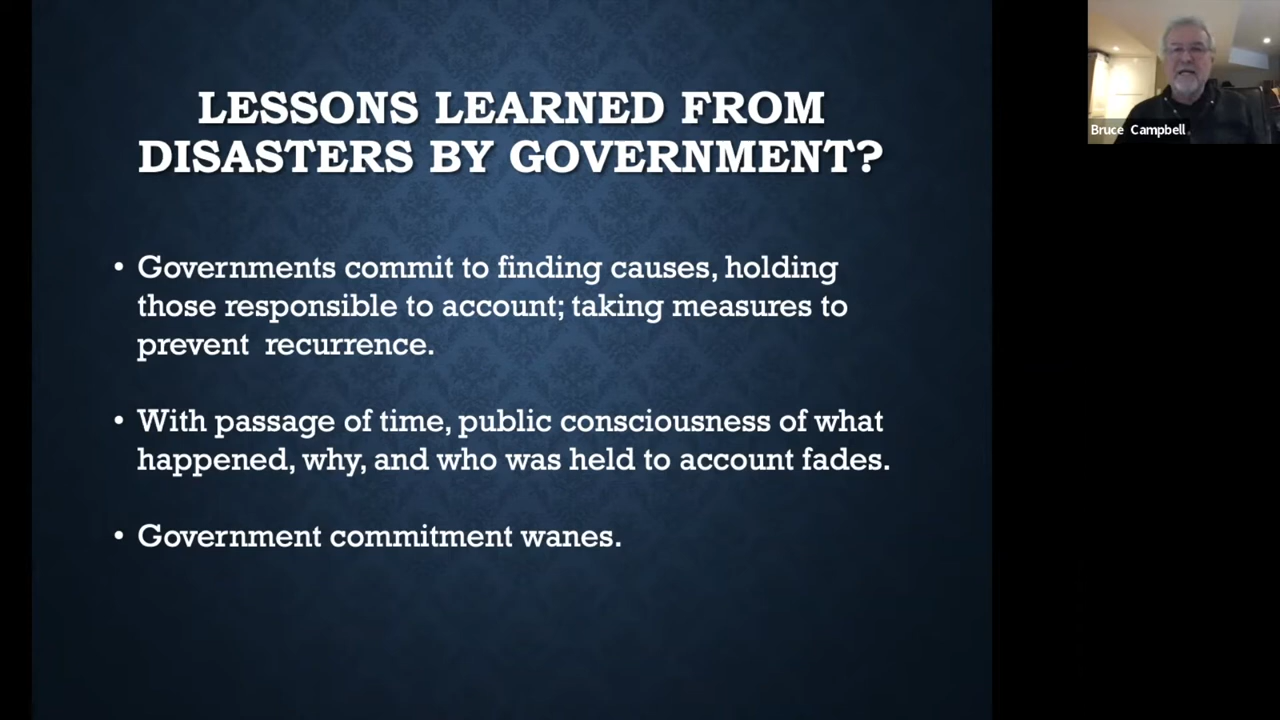 LESSONS LEARNED FROM
DISASTERS BY GOVERNMENT?
• Governments commit to finding causes, holding
those responsible to account; taking measures to
prevent  recurrence.
• With passage of time, public consciousness of what
happened, why, and who was held to account fades.
• Government commitment wanes.
Bruce  Campbell